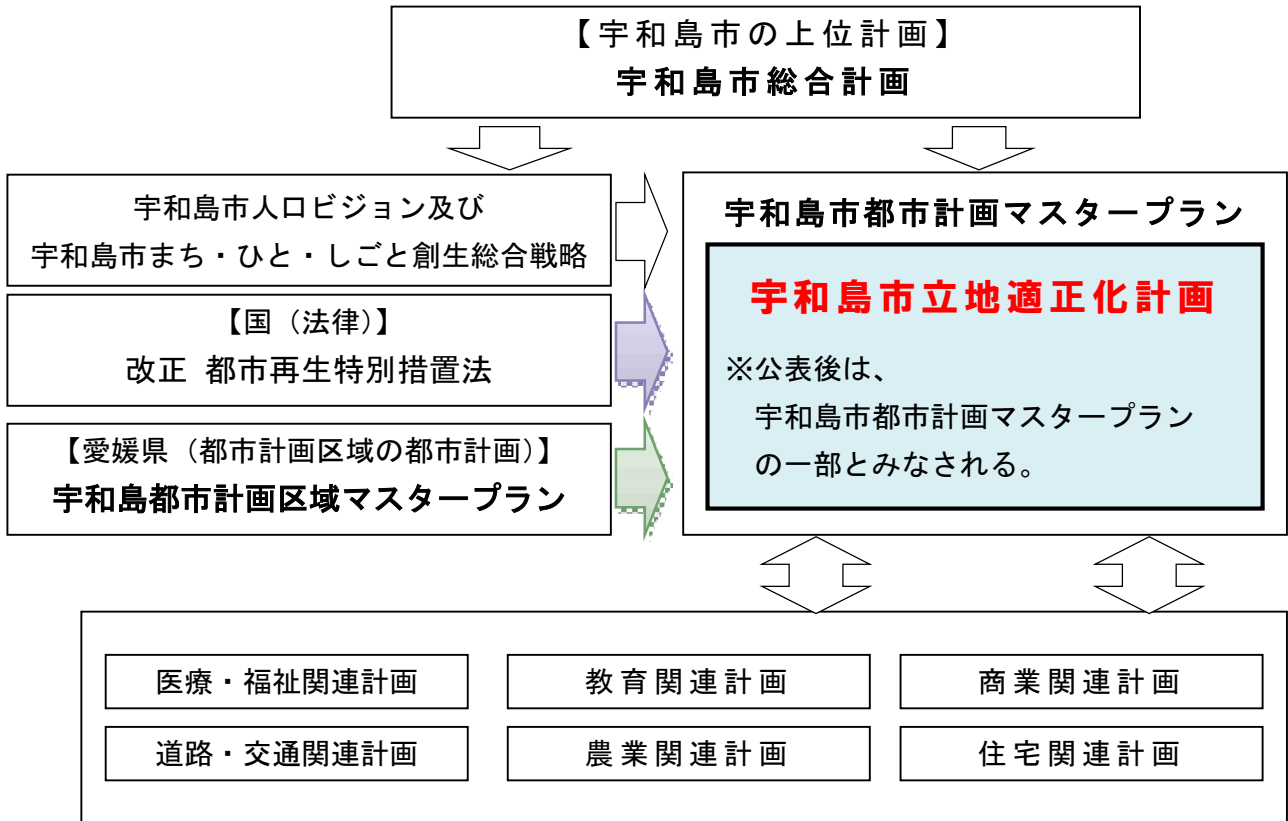 【宇和島市の上位計画】
宇和島市総合計画
宇和島市人口ビジョン及び
宇和島市まち・ひと・しごと創生総合戦略
【国（法律）】
改正 都市再生特別措置法
【愛媛県（都市計画区域の都市計画）】
宇和島都市計画区域マスタープラン
宇和島市都市計画マスタープラン
宇和島市立地適正化計画
※公表後は、
宇和島市都市計画マスタープラン
の一部とみなされる。
医療・福祉関連計画
教育関連計画
商業関連計画
道路・交通関連計画
農業関連計画
住宅関連計画